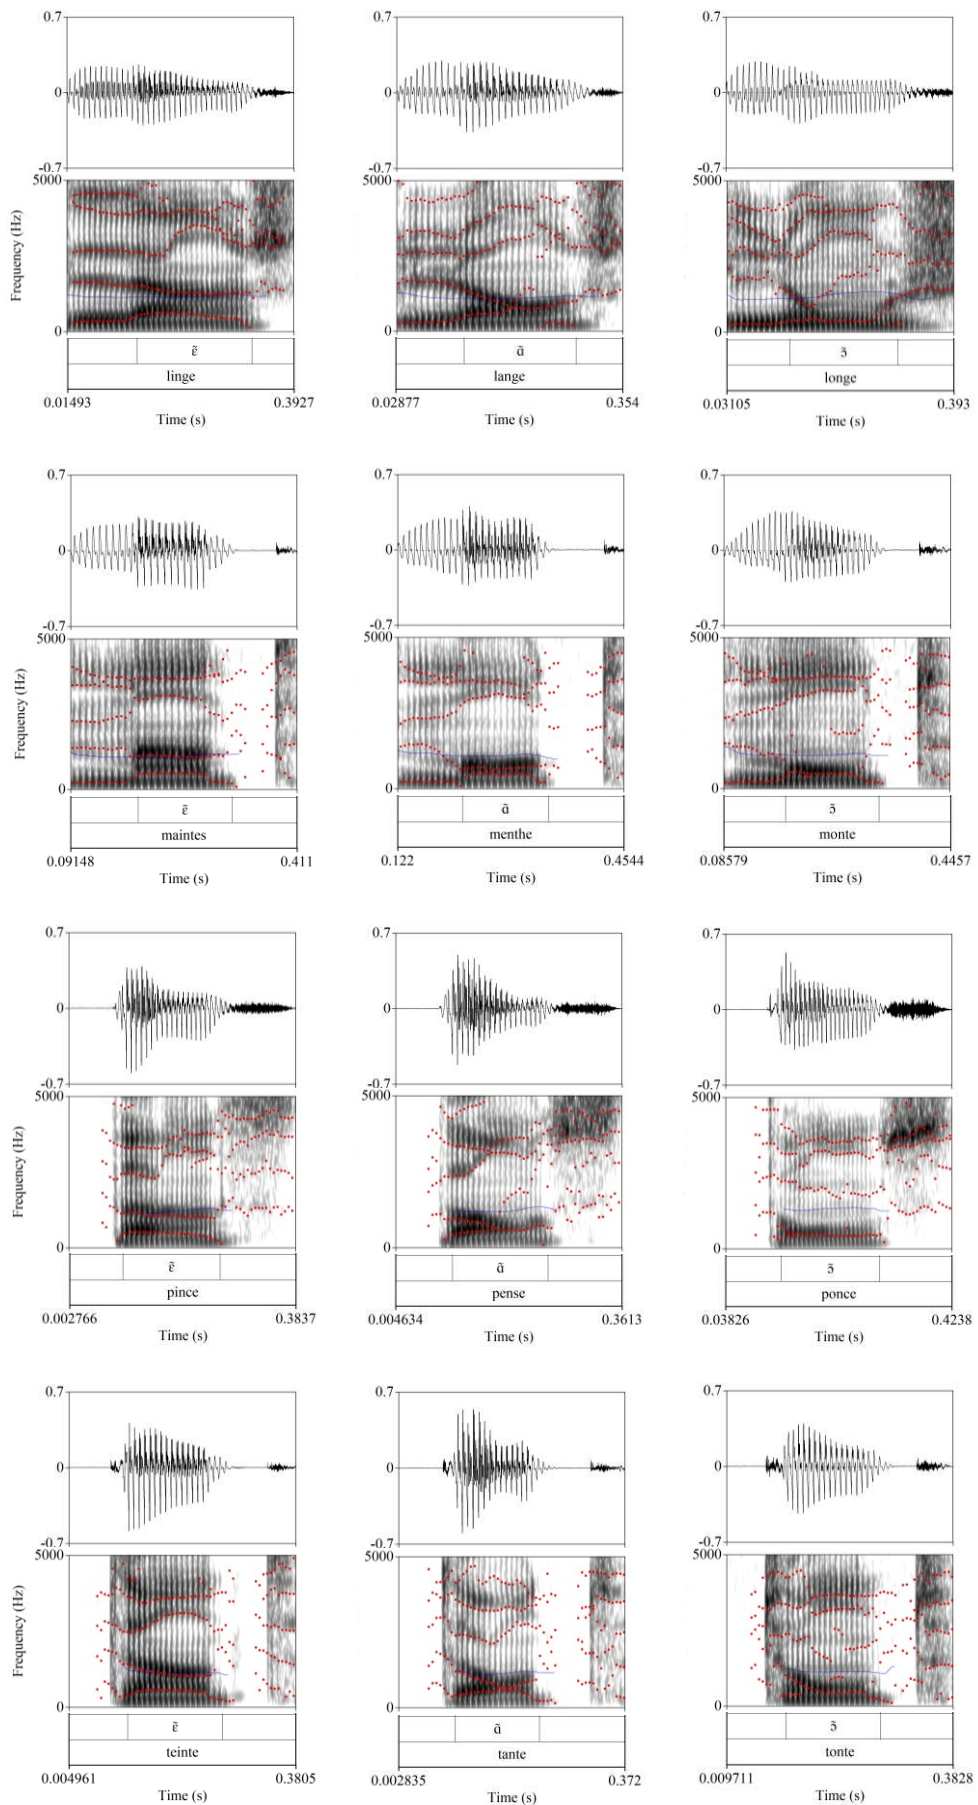 0.7 0.7 0.7
0 0 0
-0.7 -0.7 -0.7
5000 5000 5000
Frequency (Hz)
0 0 0
ɛ̃ ɑ̃ ɔ̃
linge lange longe
0.01493 0.3927 0.02877 0.354 0.03105 0.393
Time (s) Time (s) Time (s)
0.7 0.7 0.7
0 0 0
-0.7 -0.7 -0.7
5000 5000 5000
Frequency (Hz)
0 0 0
ɛ̃ ɑ̃ ɔ̃
maintes menthe monte
0.09148 0.411 0.122 0.4544 0.08579 0.4457
Time (s) Time (s) Time (s)
0.7 0.7 0.7
0 0 0
-0.7 -0.7 -0.7
5000 5000 5000
Frequency (Hz)
0 0 0
ɛ̃ ɑ̃ ɔ̃
pince pense ponce
0.002766 0.3837 0.004634 0.3613 0.03826 0.4238
Time (s) Time (s) Time (s)
0.7 0.7 0.7
0 0 0
-0.7 -0.7 -0.7
5000 5000 5000
Frequency (Hz)
0 0 0
ɛ̃ ɑ̃ ɔ̃
teinte tante tonte
0.004961 0.3805 0.002835 0.372 0.009711 0.3828
Time (s) Time (s) Time (s)